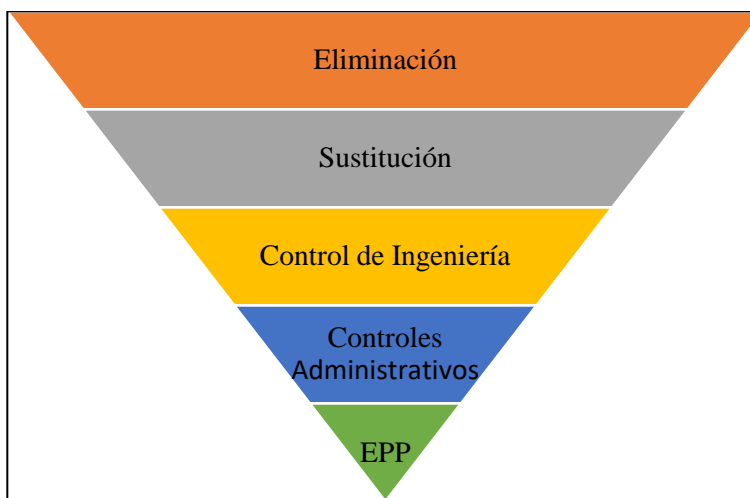 Eliminación
Sustitución
Control de Ingeniería
Controles
Administrativos
EPP